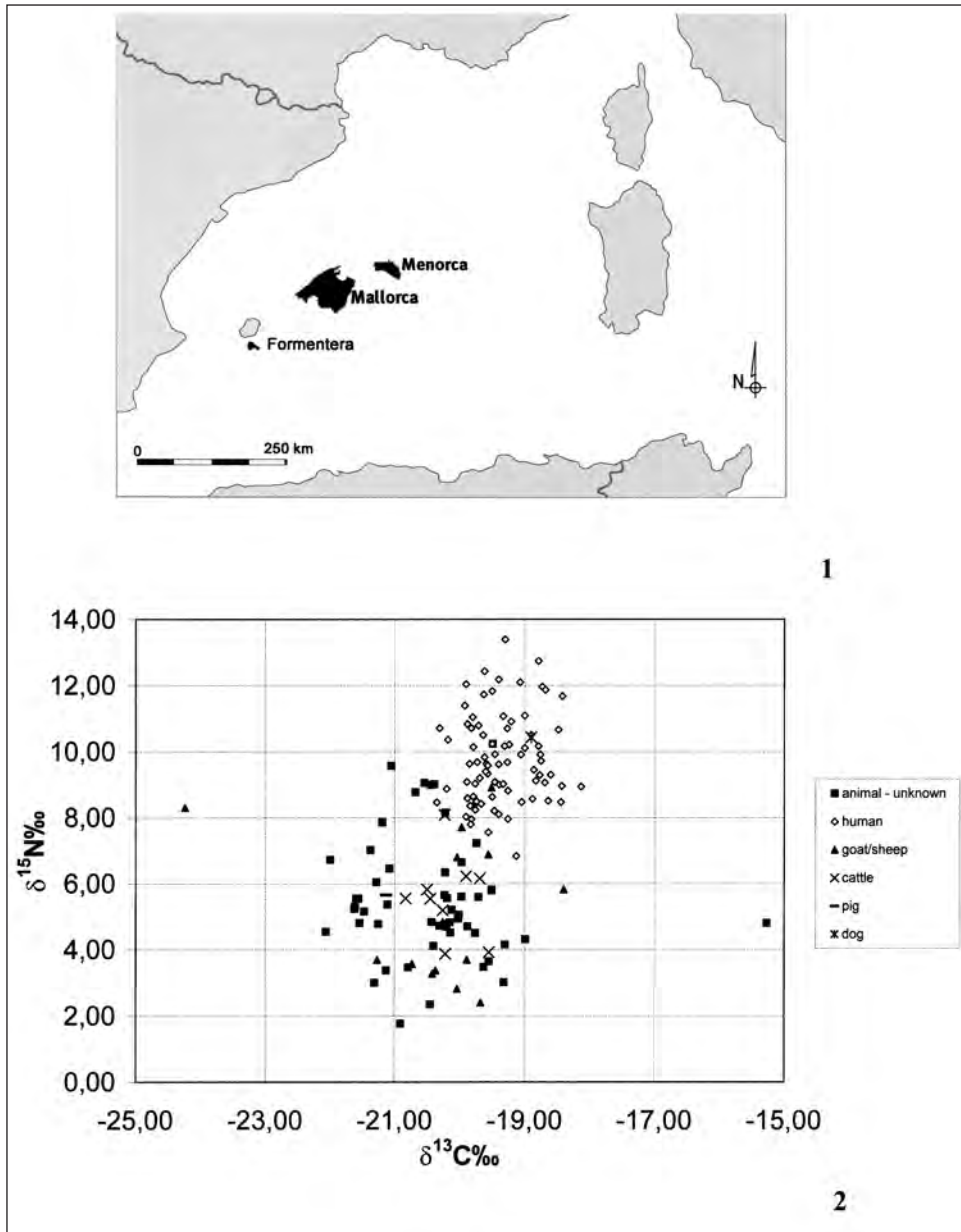 Menorca
Mallorca
Formentera
N
0 250 km
1
14,00
12,00
10,00
8,00
6,00
4,00
2,00
0,00
δ15N‰
-25,00 -23,00 -21,00 -19,00 -17,00 -15,00
δ13C‰
animal - unknown
human
goat/sheep
cattle
pig
dog
2